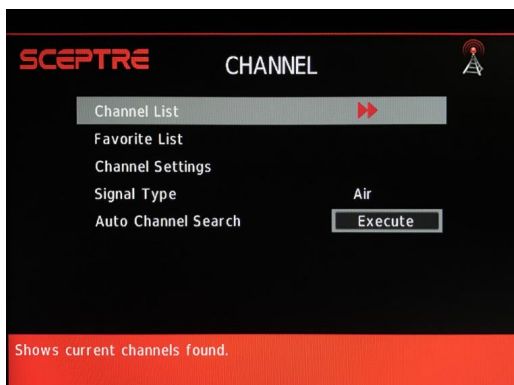 SCEPTRE
CHANNEL
Channel List
Favorite List
Channel Settings
Signal Type Air
Auto Channel Search Execute
Shows current channels found.